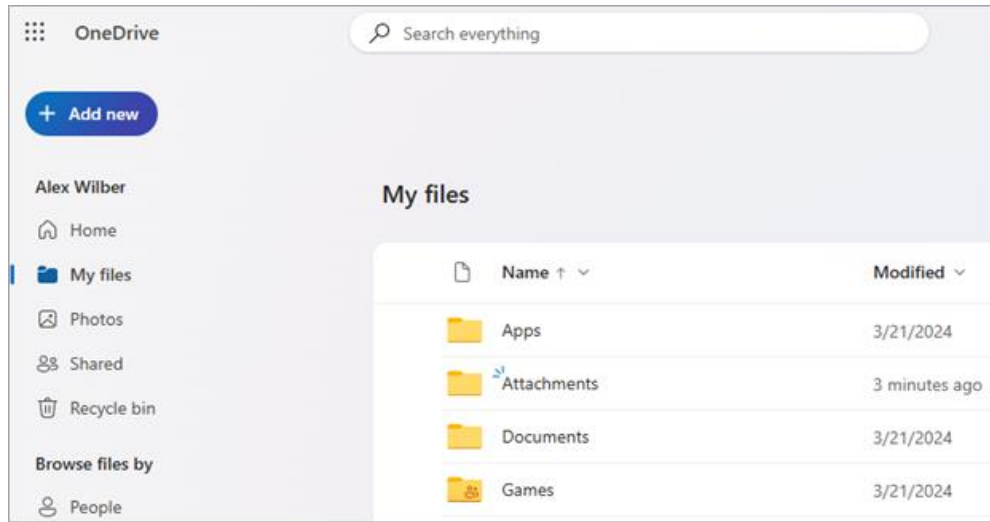 OneDrive
Search everything
Add new
Alex Wilber
Home
My files
Photos
Shared
Recycle bin
Browse files by
People
My files
Name Modified
Apps 3/21/2024
Attachments 3 minutes ago
Documents 3/21/2024
Games 3/21/2024